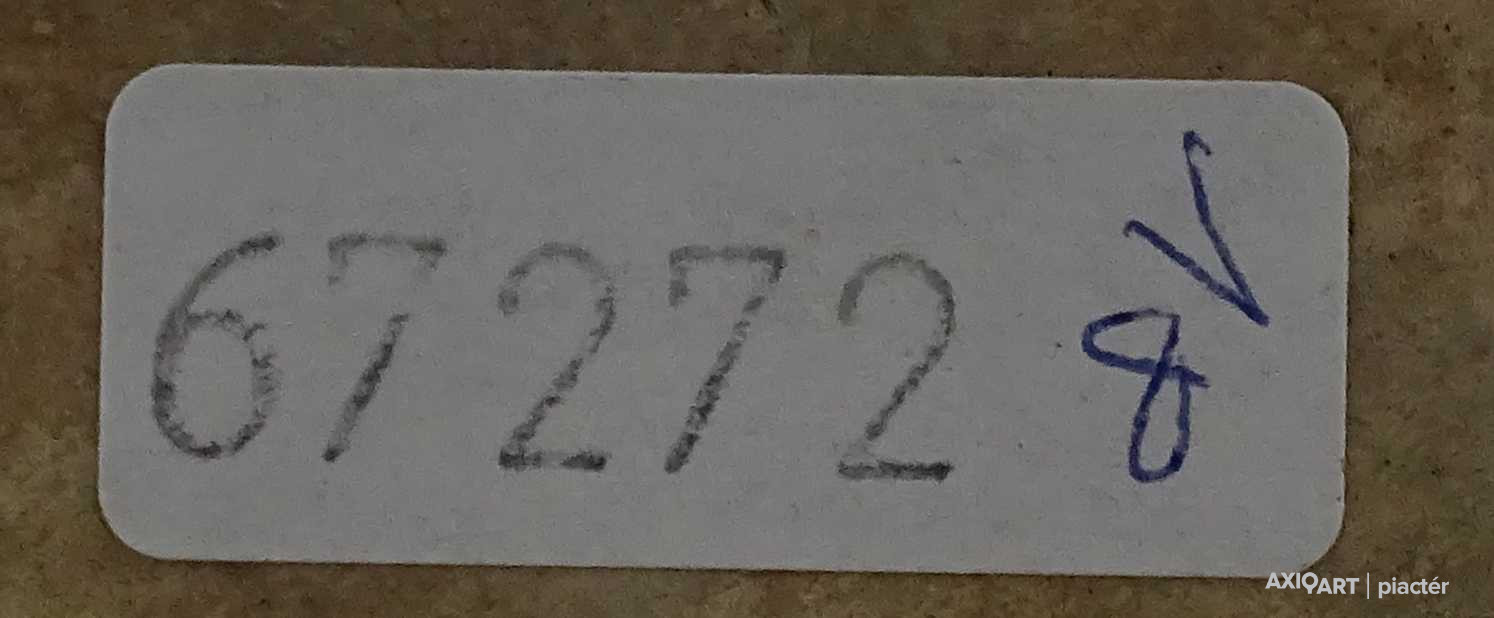 67272 8 √
AXIOART | piactér